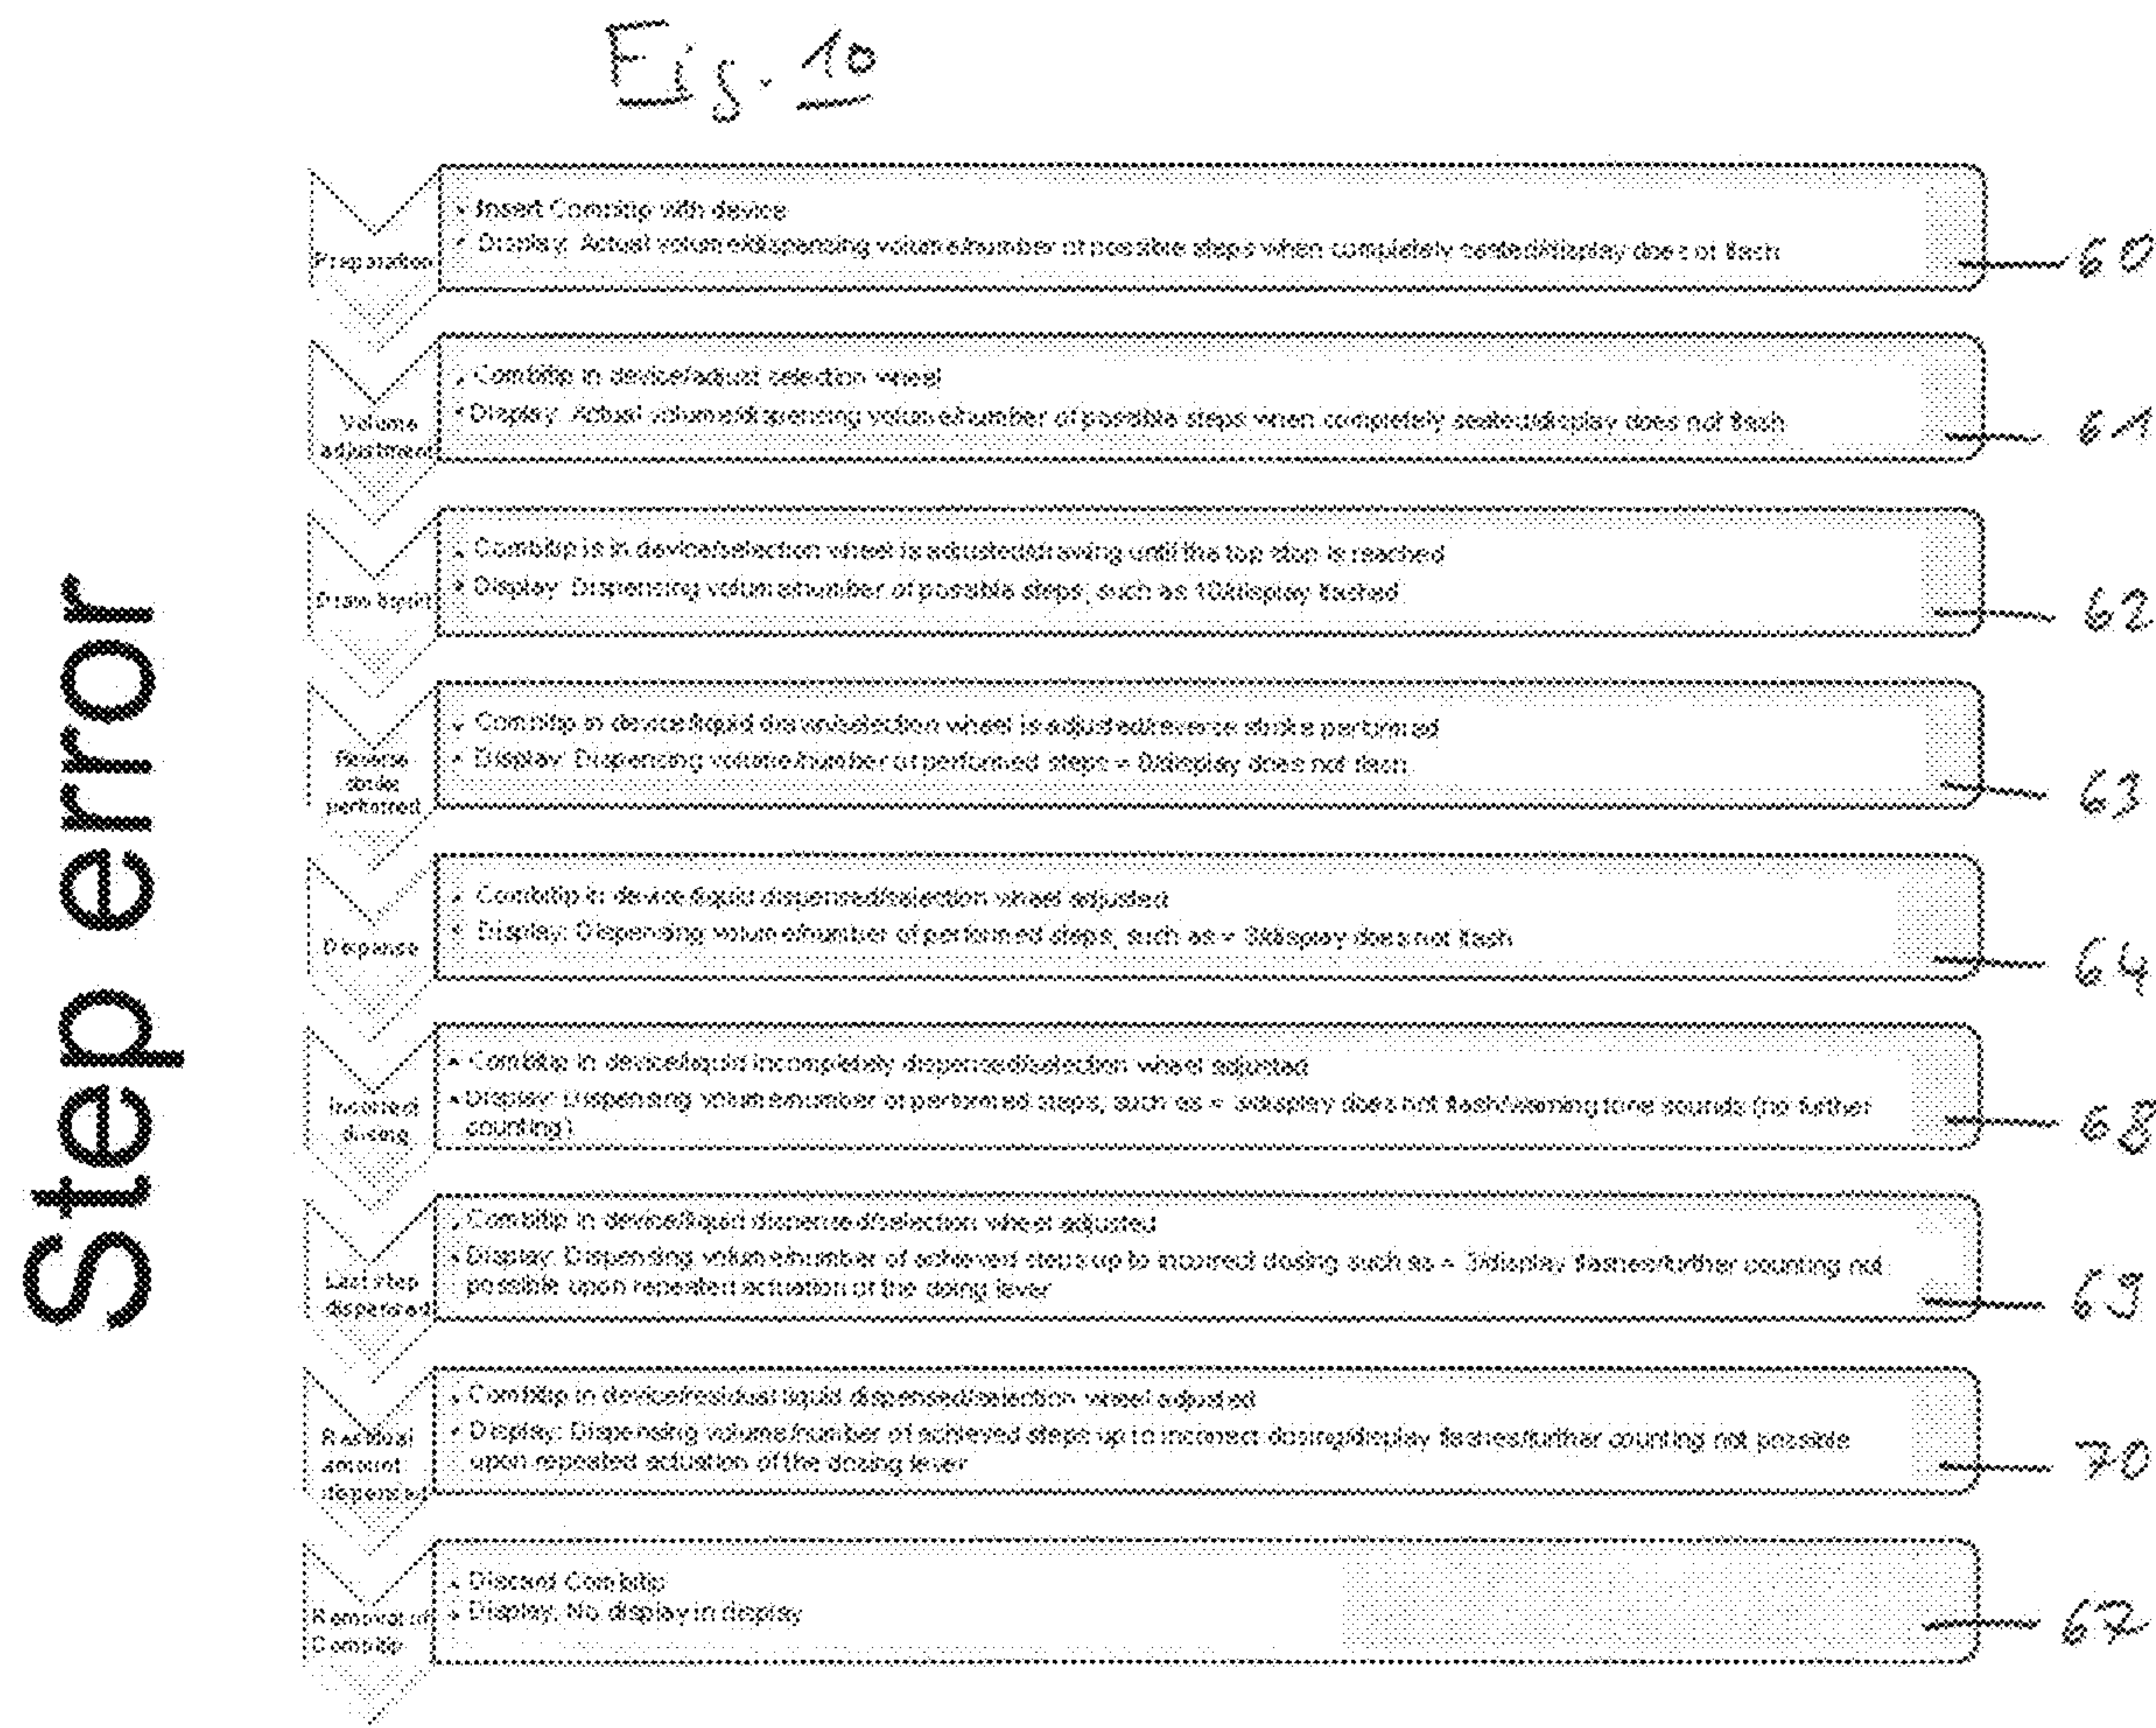 Fig. 10
Step error
Preparation
• Insert Combitip with device
• Display: Actual volume/dispensing volume/number of possible steps when completely seated/display does not flash
60
Volume
adjustment
• Combitip in device/adjust selection wheel
• Display: Actual volume/dispensing volume/number of possible steps when completely seated/display does not flash
61
Draw liquid
• Combitip is in device/selection wheel is adjusted/drawing until the top stop is reached
• Display: Dispensing volume/number of possible steps, such as 10/display flashed
62
Reverse
stroke
performed
• Combitip in device/liquid drawn/selection wheel is adjusted/reverse stroke performed
• Display: Dispensing volume/number of performed steps = 0/display does not flash
63
Dispense
• Combitip in device/liquid dispensed/selection wheel adjusted
• Display: Dispensing volume/number of performed steps, such as = 3/display does not flash
64
Incorrect
dosing
• Combitip in device/liquid incompletely dispensed/selection wheel adjusted
• Display: Dispensing volume/number of performed steps, such as = 3/display does not flash/warning tone sounds (no further
counting)
68
Last step
dispensed
• Combitip in device/liquid dispensed/selection wheel adjusted
• Display: Dispensing volume/number of achieved steps up to incorrect dosing such as = 3/display flashes/further counting not
possible upon repeated actuation of the doing lever
69
Residual
amount
dispensed
• Combitip in device/residual liquid dispensed/selection wheel adjusted
• Display: Dispensing volume/number of achieved steps up to incorrect dosing/display flashes/further counting not possible
upon repeated actuation of the dosing lever
70
Removal of
Combitip
• Discard Combitip
• Display: No display in display
67